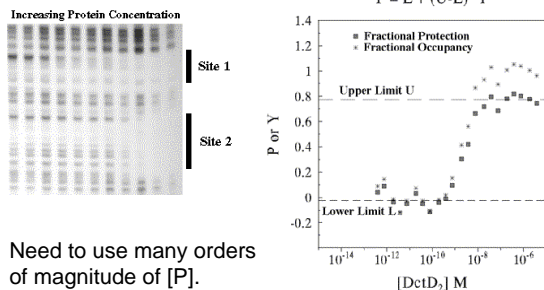 Increasing Protein Concentration
Site 1
Site 2
Need to use many orders
of magnitude of [P].
Fractional Protection
Fractional Occupancy
1.4
1.2
1
0.8
0.6
0.4
0.2
0
-0.2
P or Y
Upper Limit U
Lower Limit L
10⁻¹⁴ 10⁻¹² 10⁻¹⁰ 10⁻⁸ 10⁻⁶
[DctD₂] M